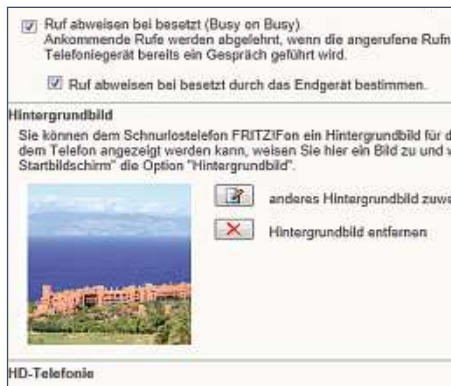 Ruf abweisen bei besetzt (Busy on Busy)
Ankommende Rufe werden abgelehnt, wenn die angerufene Rufn
Telefoniegerät bereits ein Gespräch geführt wird.
Ruf abweisen bei besetzt durch das Endgerät bestimmen.
Hintergrundbild
Sie können dem Schnurlostelefon FRITZ!Fon ein Hintergrundbild für d
dem Telefon angezeigt werden kann, weisen Sie hier ein Bild zu und w
Startbildschirm" die Option "Hintergrundbild".
anderes Hintergrundbild zuwe
Hintergrundbild entfernen
HD-Telefonie